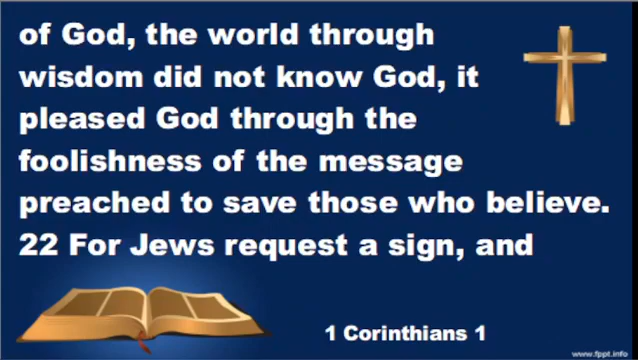 of God, the world through
wisdom did not know God, it
pleased God through the
foolishness of the message
preached to save those who believe.
22 For Jews request a sign, and
1 Corinthians 1
www.fppt.info